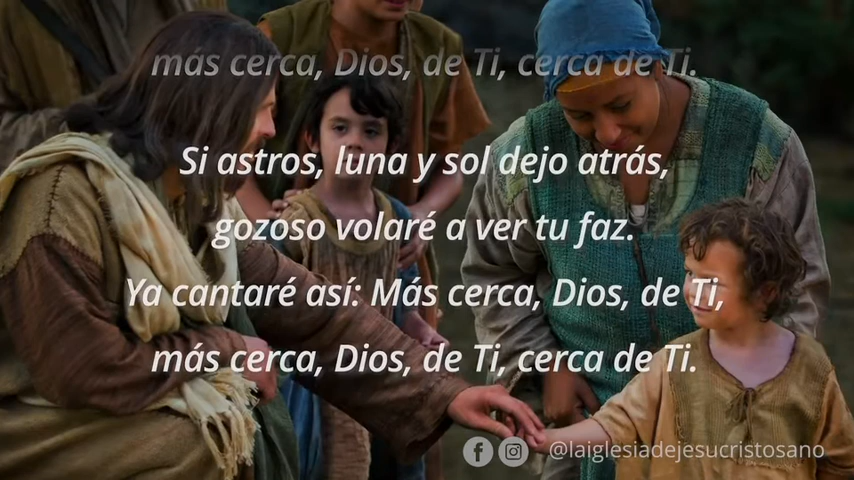 más cerca, Dios, de Ti, cerca de Ti.
Si astros, luna y sol dejo atrás,
gozoso volaré a ver tu faz.
Ya cantaré así: Más cerca, Dios, de Ti,
más cerca, Dios, de Ti, cerca de Ti.
@laiglesiadejesucristosano